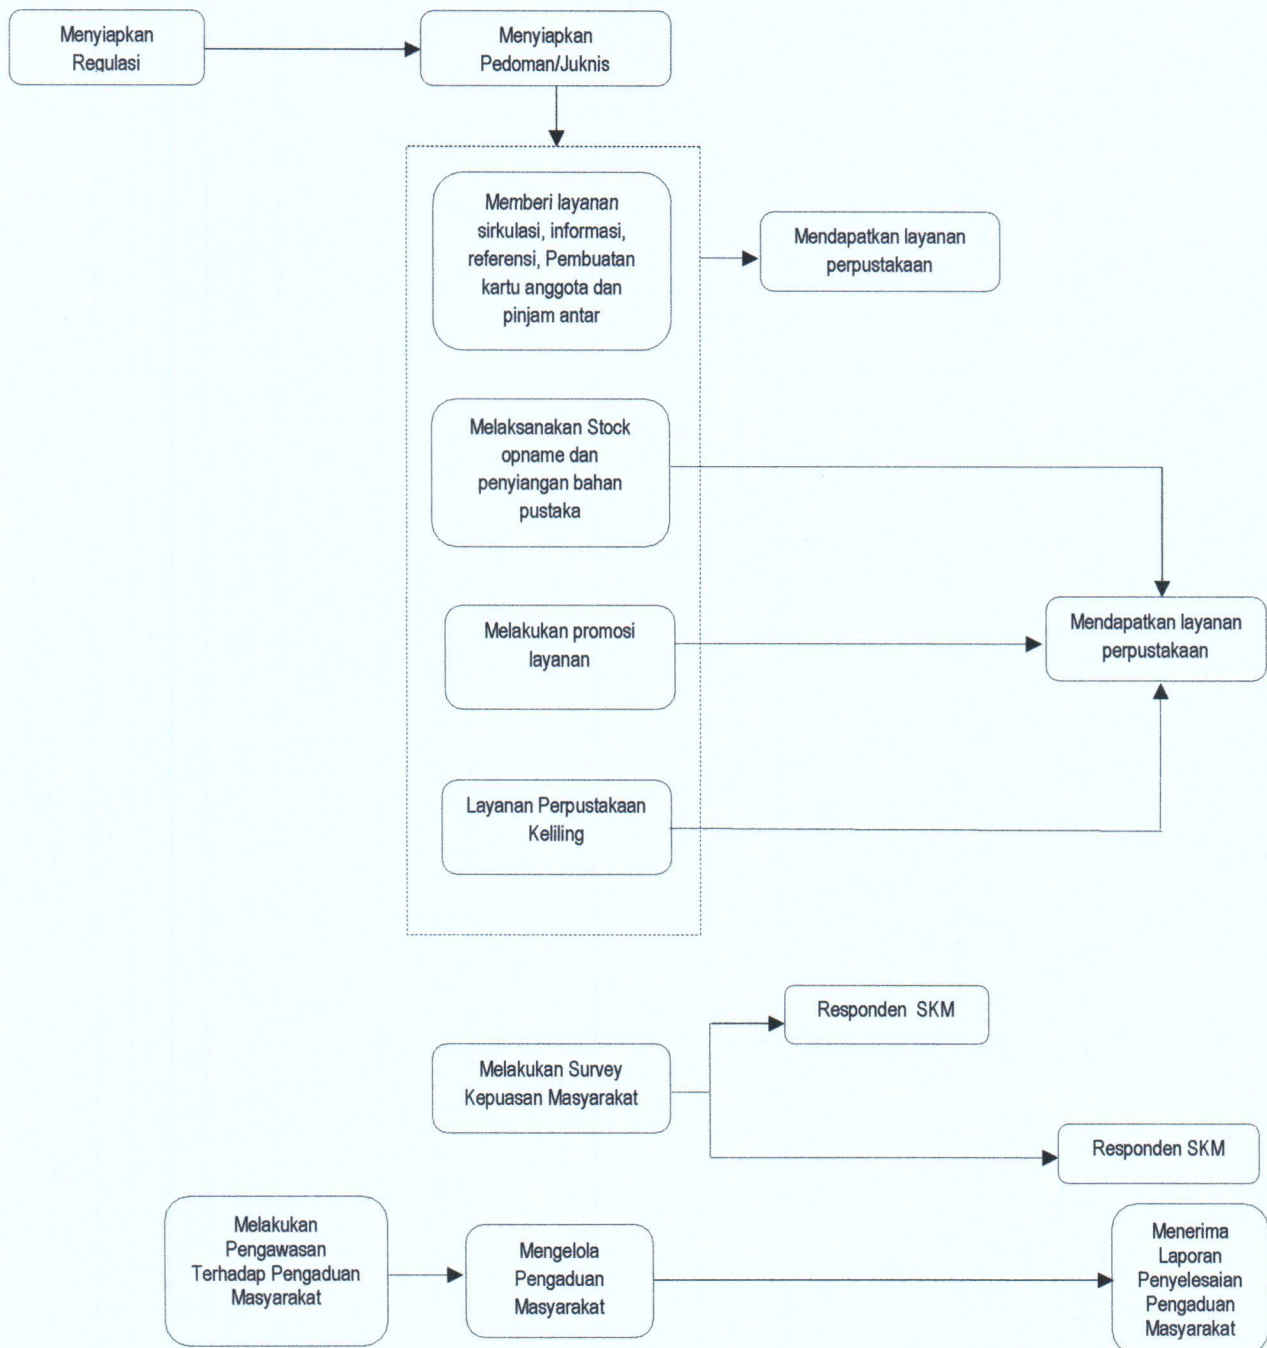 Menyiapkan
Regulasi
Menyiapkan
Pedoman/Juknis
Memberi layanan
sirkulasi, informasi,
referensi, Pembuatan
kartu anggota dan
pinjam antar
Mendapatkan layanan
perpustakaan
Melaksanakan Stock
opname dan
penyiangan bahan
pustaka
Melakukan promosi
layanan
Mendapatkan layanan
perpustakaan
Layanan Perpustakaan
Keliling
Responden SKM
Melakukan Survey
Kepuasan Masyarakat
Responden SKM
Melakukan
Pengawasan
Terhadap Pengaduan
Masyarakat
Mengelola
Pengaduan
Masyarakat
Menerima
Laporan
Penyelesaian
Pengaduan
Masyarakat